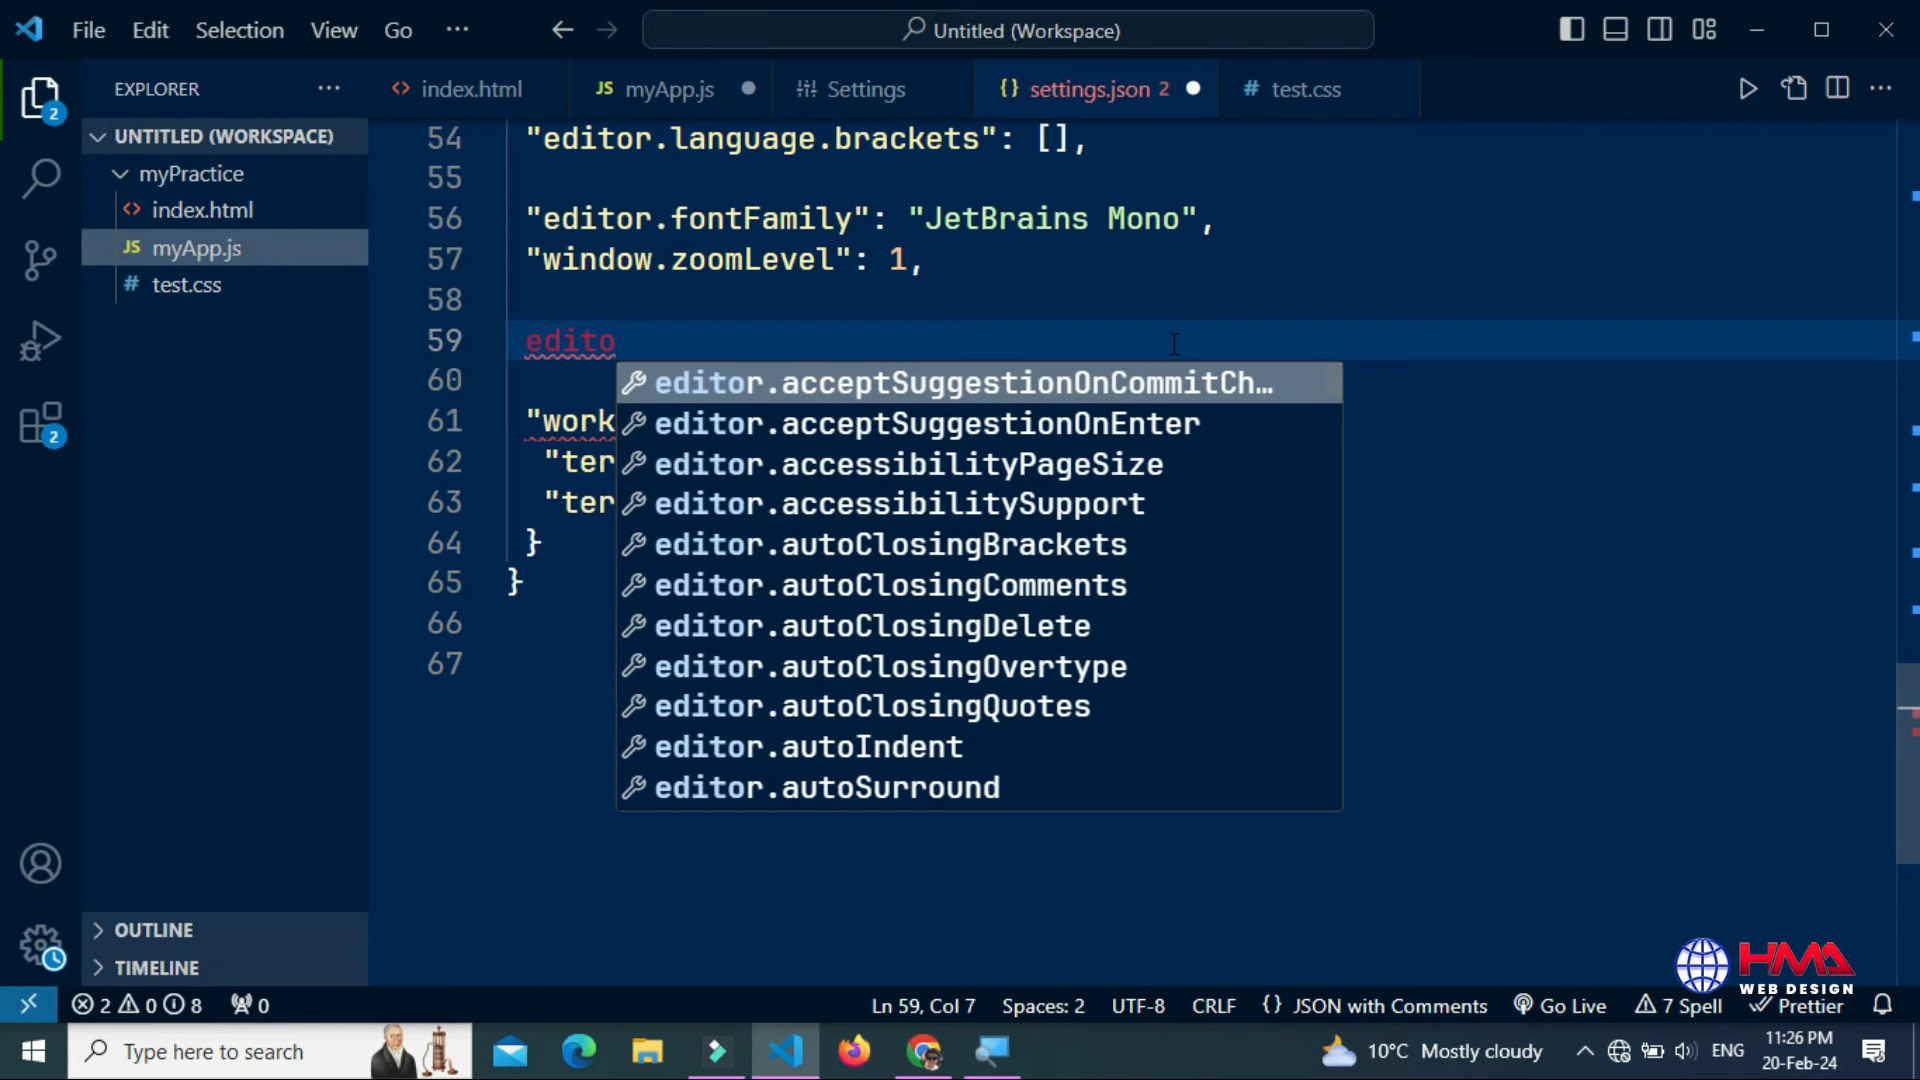 File Edit Selection View Go ··· Untitled (Workspace)
EXPLORER ··· index.html JS myApp.js Settings {} settings.json 2 # test.css ···
UNTITLED (WORKSPACE)
myPractice
index.html
JS myApp.js
# test.css
54 "editor.language.brackets": [],
55
56 "editor.fontFamily": "JetBrains Mono",
57 "window.zoomLevel": 1,
58
59 edito
60
61 "work
62 "ter
63 "ter
64 }
65 }
66
67
editor.acceptSuggestionOnCommitCh…
editor.acceptSuggestionOnEnter
editor.accessibilityPageSize
editor.accessibilitySupport
editor.autoClosingBrackets
editor.autoClosingComments
editor.autoClosingDelete
editor.autoClosingOvertype
editor.autoClosingQuotes
editor.autoIndent
editor.autoSurround
2
2
OUTLINE
TIMELINE
HMA
WEB DESIGN
2 0 8 0 Ln 59, Col 7 Spaces: 2 UTF-8 CRLF {} JSON with Comments Go Live 7 Spell Prettier
Type here to search 10°C Mostly cloudy ENG 11:26 PM
20-Feb-24